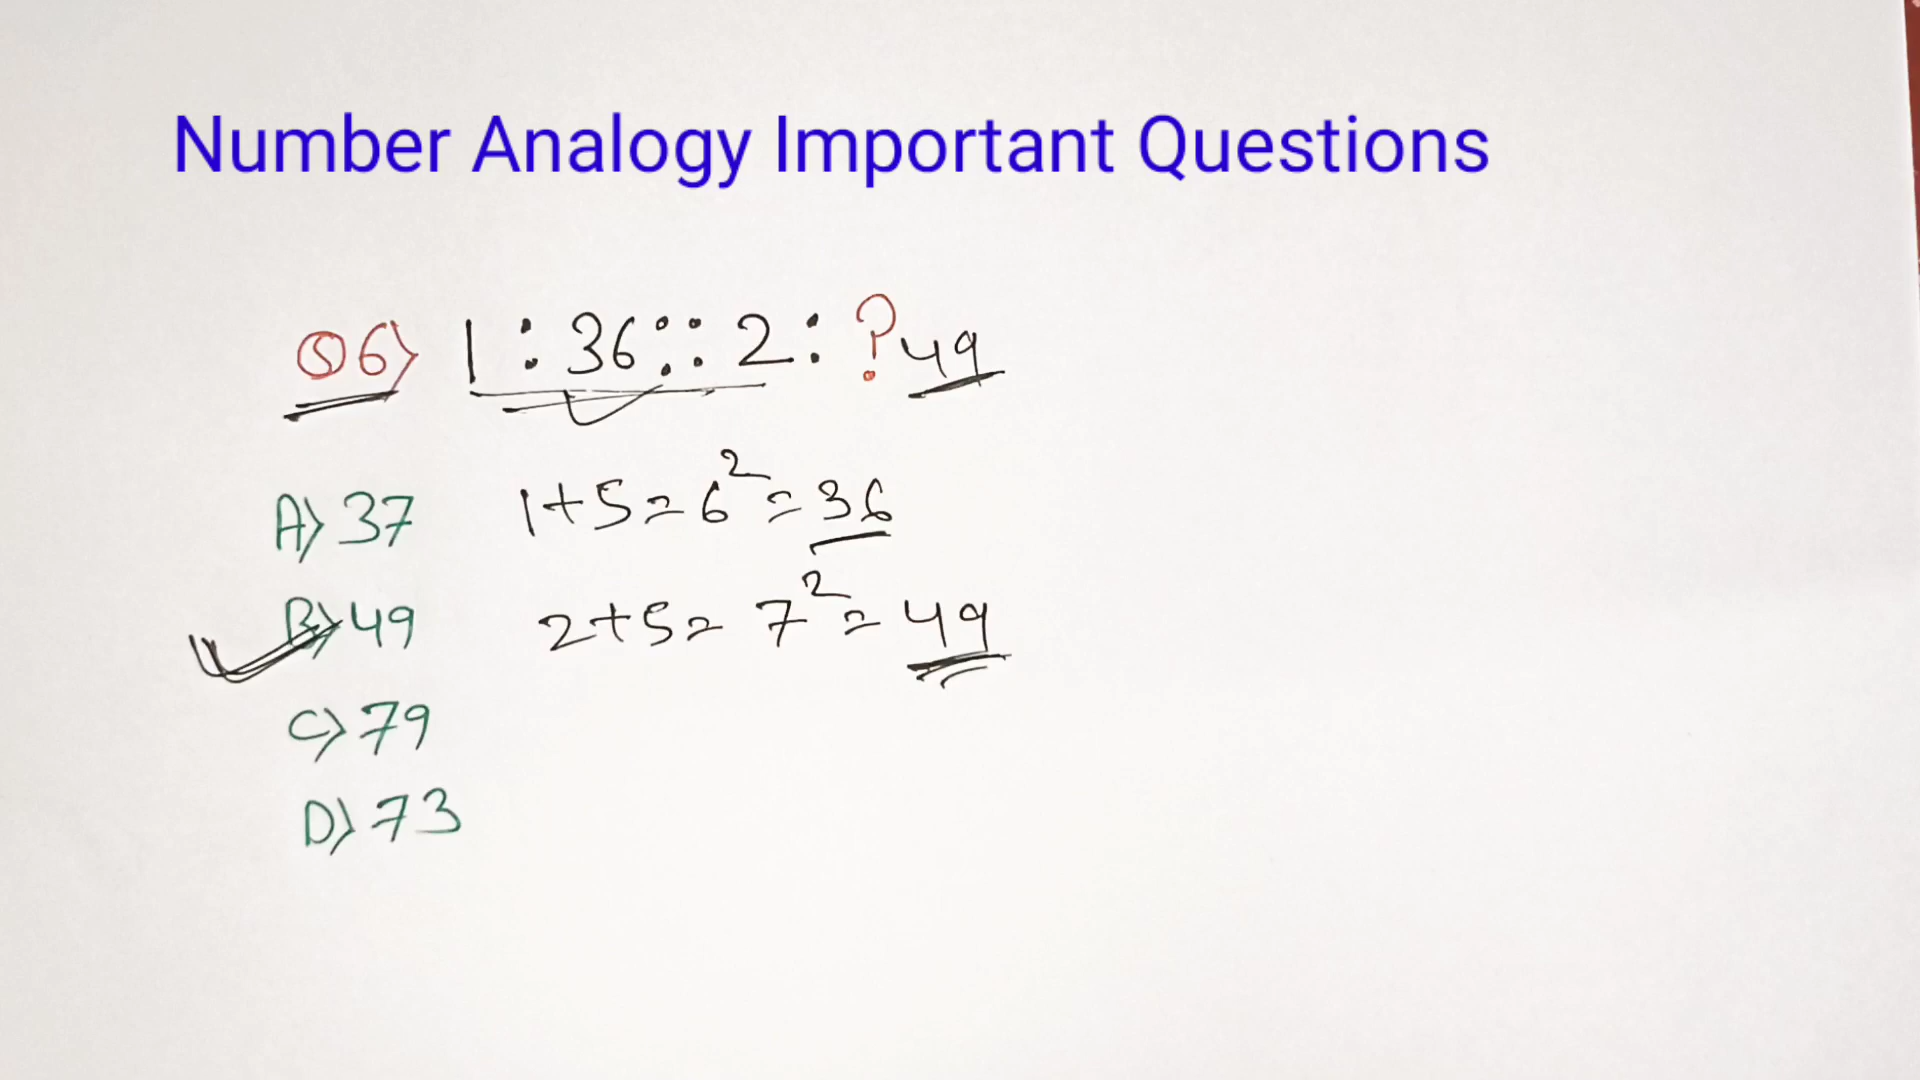 Number Analogy Important Questions
Q6) 1 : 36 :: 2 : ? 49
A) 37 1+5=6²=36
B) 49 2+5=7²=49
C) 79
D) 73